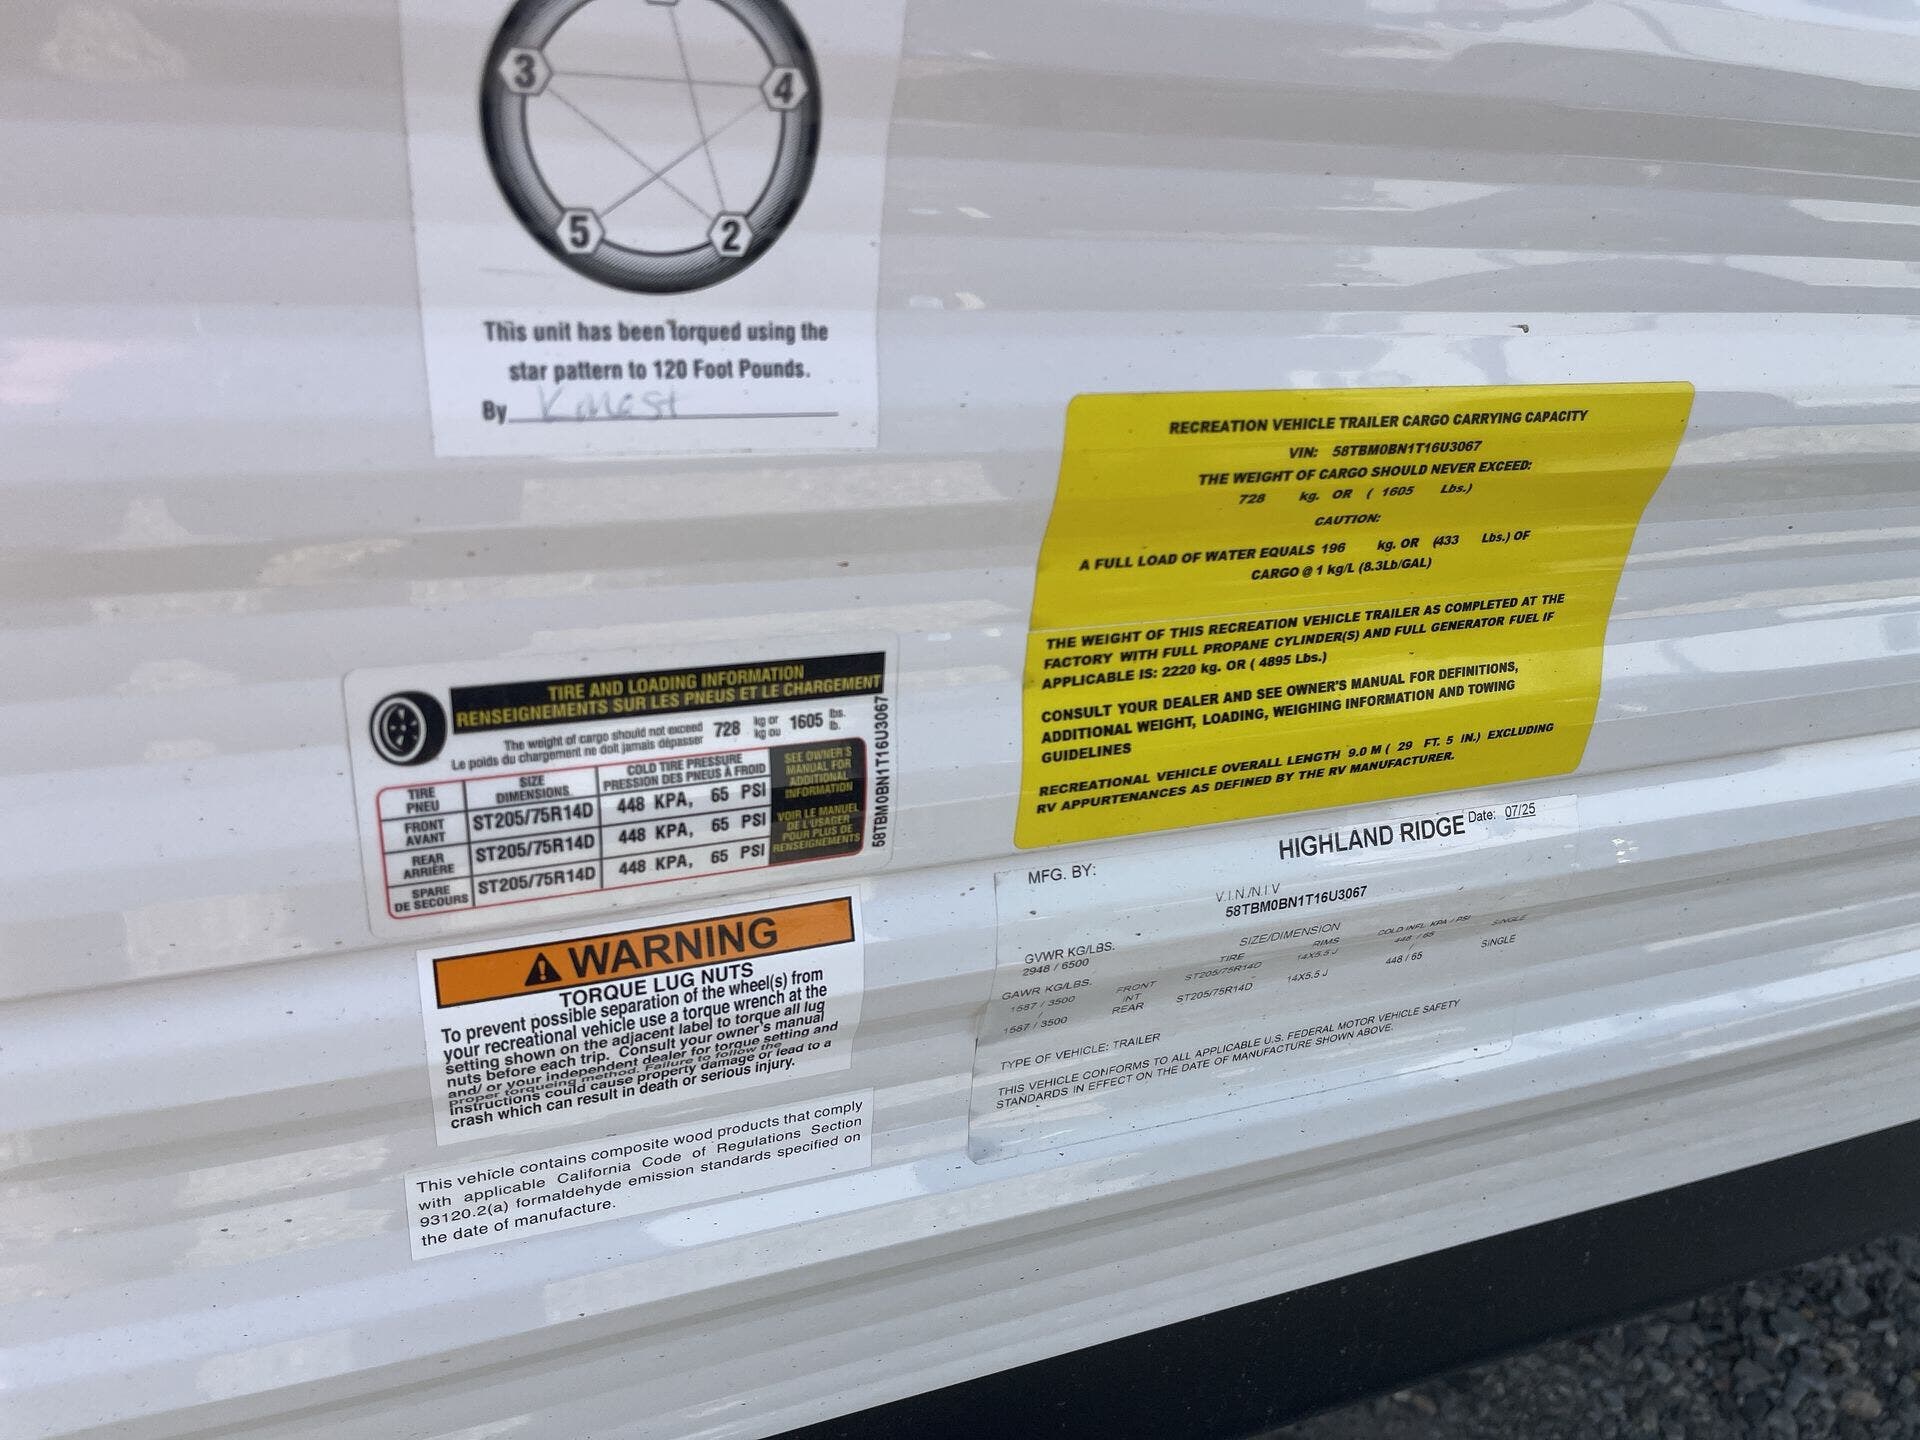 3
4
5
2
This unit has been Torqued using the
star pattern to 120 Foot Pounds.
By
RECREATION VEHICLE TRAILER CARGO CARRYING CAPACITY
VIN: 58TBM0BN1T16U3067
THE WEIGHT OF CARGO SHOULD NEVER EXCEED:
728 kg. OR ( 1605 Lbs.)
CAUTION:
A FULL LOAD OF WATER EQUALS 196 kg. OR (433 Lbs.) OF
CARGO @ 1 kg/L (8.3Lb/GAL)
THE WEIGHT OF THIS RECREATION VEHICLE TRAILER AS COMPLETED AT THE
FACTORY WITH FULL PROPANE CYLINDER(S) AND FULL GENERATOR FUEL IF
APPLICABLE IS: 2220 kg. OR ( 4895 Lbs.)
CONSULT YOUR DEALER AND SEE OWNER'S MANUAL FOR DEFINITIONS,
ADDITIONAL WEIGHT, LOADING, WEIGHING INFORMATION AND TOWING
GUIDELINES
RECREATIONAL VEHICLE OVERALL LENGTH 9.0 M ( 29 FT. 5 IN.) EXCLUDING
RV APPURTENANCES AS DEFINED BY THE RV MANUFACTURER.
TIRE AND LOADING INFORMATION
RENSEIGNEMENTS SUR LES PNEUS ET LE CHARGEMENT
The weight of cargo should not exceed 728 kg or 1605 lbs.
Le poids du chargement ne doit jamais dépasser kg ou lb.
TIRE SIZE COLD TIRE PRESSURE
PNEU DIMENSIONS PRESSION DES PNEUS À FROID
FRONT ST205/75R14D 448 KPA, 65 PSI
AVANT
REAR ST205/75R14D 448 KPA, 65 PSI
ARRIÈRE
SPARE ST205/75R14D 448 KPA, 65 PSI
DE SECOURS
SEE OWNER'S
MANUAL FOR
ADDITIONAL
INFORMATION
VOIR LE MANUEL
DE L'USAGER
POUR PLUS DE
RENSEIGNEMENTS
58TBM0BN1T16U3067
WARNING
TORQUE LUG NUTS
To prevent possible separation of the wheel(s) from
your recreational vehicle use a torque wrench at the
setting shown on the adjacent label to torque all lug
nuts before each trip. Consult your owner's manual
and/ or your independent dealer for torque setting and
proper torqueing method. Failure to follow the
instructions could cause property damage or lead to a
crash which can result in death or serious injury.
This vehicle contains composite wood products that comply
with applicable California Code of Regulations Section
93120.2(a) formaldehyde emission standards specified on
the date of manufacture.
MFG. BY: HIGHLAND RIDGE Date: 07/25
V.I.N./N.I.V
58TBM0BN1T16U3067
GVWR KG/LBS. SIZE/DIMENSION
2948 / 6500 TIRE RIMS COLD INFL KPA / PSI SINGLE
GAWR KG/LBS. FRONT ST205/75R14D 14X5.5 J 448 / 65
1587 / 3500 INT / SINGLE
/ REAR ST205/75R14D 14X5.5 J 448 / 65
1587 / 3500
TYPE OF VEHICLE: TRAILER
THIS VEHICLE CONFORMS TO ALL APPLICABLE U.S. FEDERAL MOTOR VEHICLE SAFETY
STANDARDS IN EFFECT ON THE DATE OF MANUFACTURE SHOWN ABOVE.